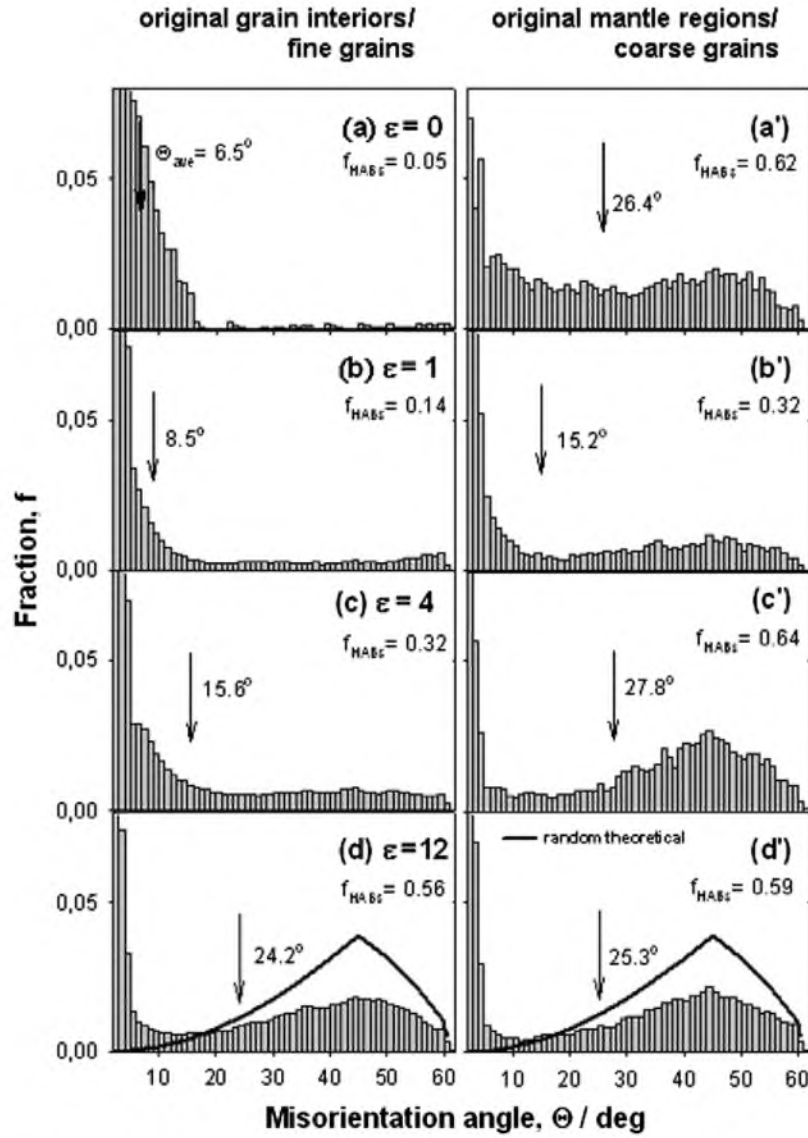 original grain interiors/
fine grains
original mantle regions/
coarse grains
Fraction, f
0,05
0,00
(a) ε= 0
Θave= 6.5°
fHABs= 0.05
(a')
fHABs= 0.62
26.4°
0,05
0,00
(b) ε= 1
fHABs= 0.14
8.5°
(b')
fHABs= 0.32
15.2°
0,05
0,00
(c) ε= 4
fHABs= 0.32
15.6°
(c')
fHABs= 0.64
27.8°
0,05
0,00
(d) ε=12
fHABs= 0.56
24.2°
random theoretical
(d')
fHABs= 0.59
25.3°
10 20 30 40 50 60
10 20 30 40 50 60
Misorientation angle, Θ / deg